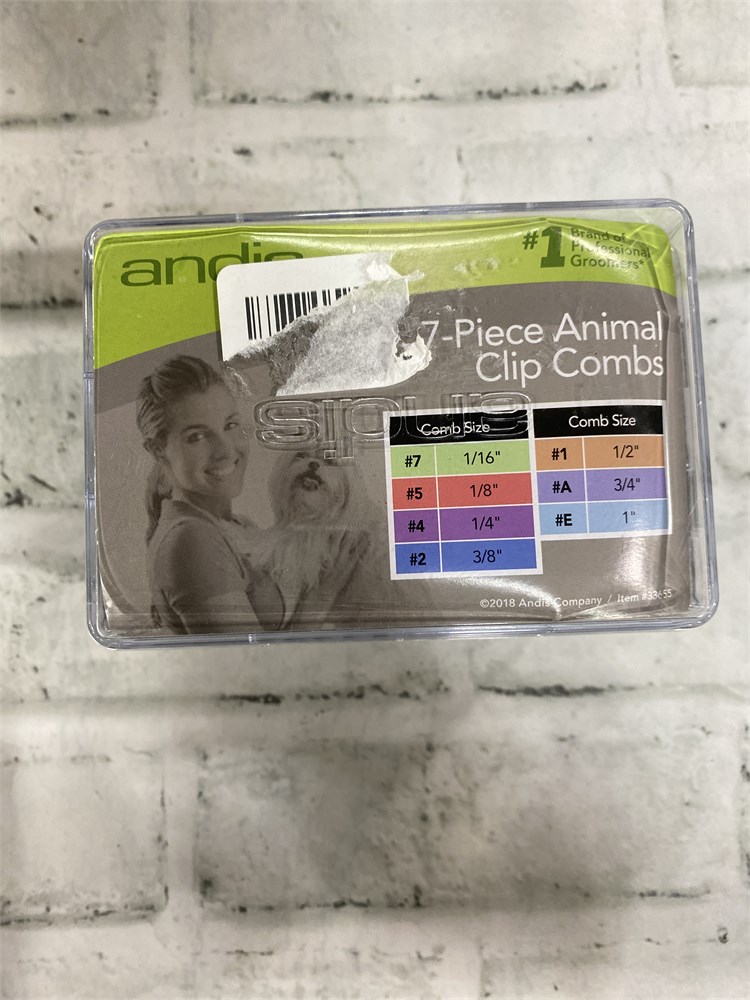 andis
#1 Brand of
Professional
Groomers*
7-Piece Animal
Clip Combs
andis
Comb Size
#7 1/16"
#5 1/8"
#4 1/4"
#2 3/8"
Comb Size
#1 1/2"
#A 3/4"
#E 1"
©2018 Andis Company / Item #33655